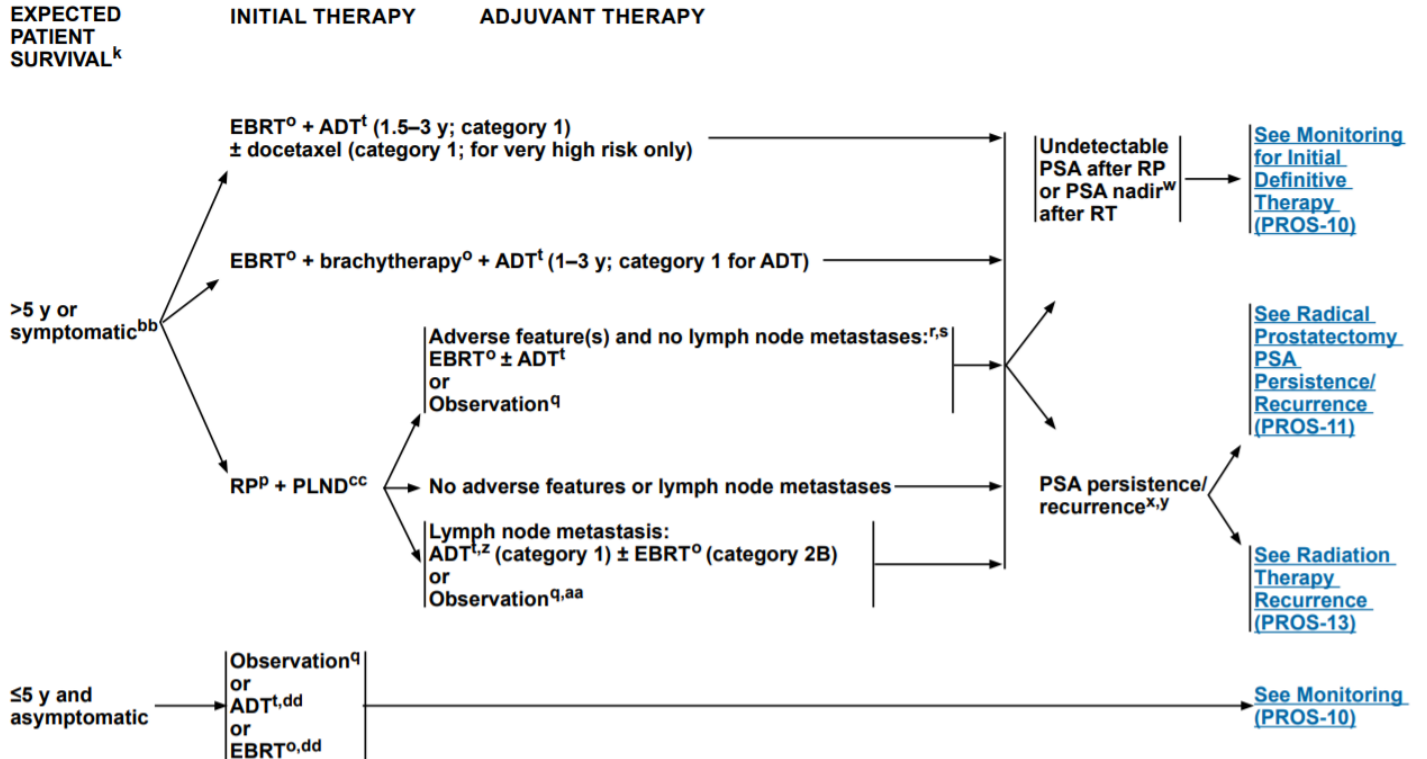 EXPECTED
PATIENT
SURVIVALᵏ
INITIAL THERAPY
ADJUVANT THERAPY
EBRTᵒ + ADTᵗ (1.5–3 y; category 1)
± docetaxel (category 1; for very high risk only)
Undetectable
PSA after RP
or PSA nadirʷ
after RT
See Monitoring
for Initial
Definitive
Therapy
(PROS-10)
EBRTᵒ + brachytherapyᵒ + ADTᵗ (1–3 y; category 1 for ADT)
>5 y or
symptomaticᵇᵇ
Adverse feature(s) and no lymph node metastases:ʳ,ˢ
EBRTᵒ ± ADTᵗ
or
Observation^q
See Radical
Prostatectomy
PSA
Persistence/
Recurrence
(PROS-11)
RPᵖ + PLNDᶜᶜ
No adverse features or lymph node metastases
PSA persistence/
recurrenceˣ,ʸ
Lymph node metastasis:
ADTᵗ,ᶻ (category 1) ± EBRTᵒ (category 2B)
or
Observation^q,aa
See Radiation
Therapy
Recurrence
(PROS-13)
≤5 y and
asymptomatic
Observation^q
or
ADTᵗ,ᵈᵈ
or
EBRTᵒ,ᵈᵈ
See Monitoring
(PROS-10)